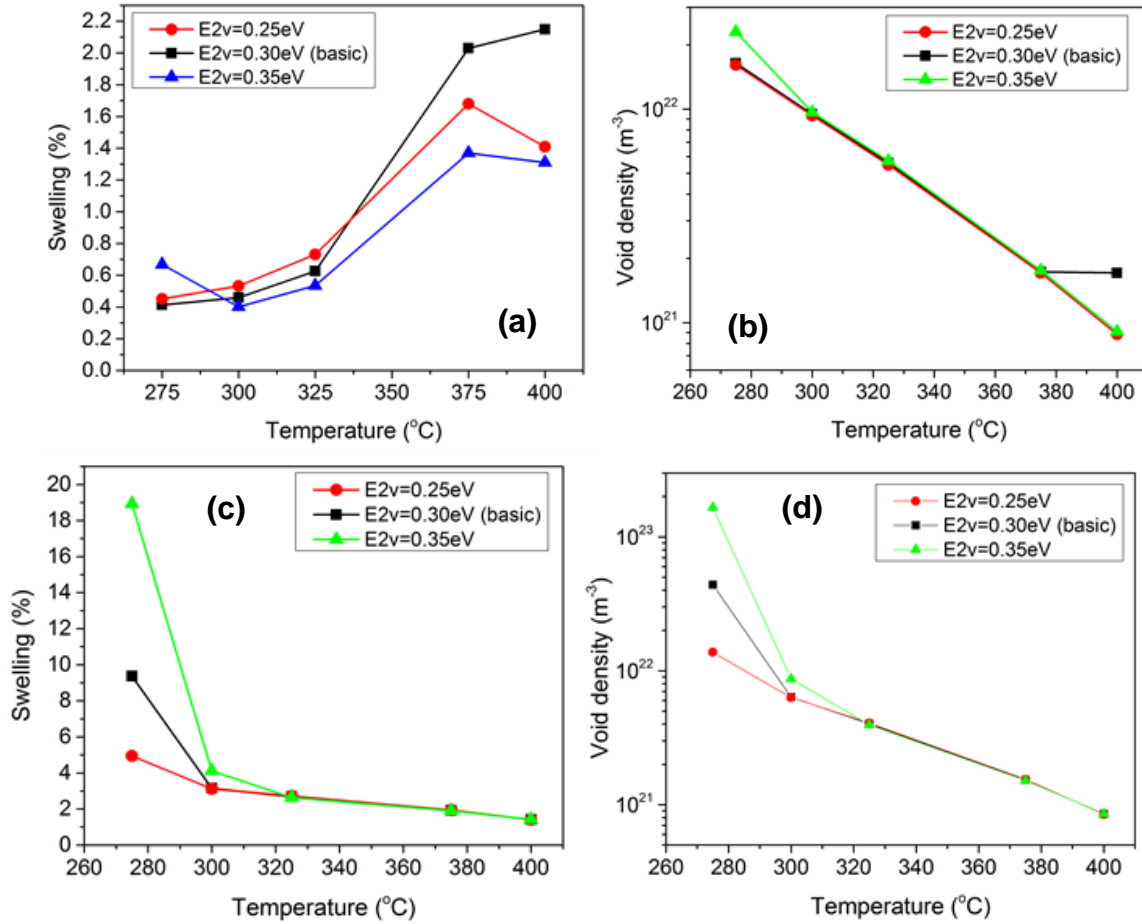 2.2
2.0
1.8
1.6
1.4
1.2
1.0
0.8
0.6
0.4
0.2
0.0
Swelling (%)
E2v=0.25eV
E2v=0.30eV (basic)
E2v=0.35eV
(a)
275 300 325 350 375 400
Temperature (°C)
10²³
10²²
10²¹
Void density (m⁻³)
E2v=0.25eV
E2v=0.30eV (basic)
E2v=0.35eV
(b)
260 280 300 320 340 360 380 400
Temperature (°C)
20
18
16
14
12
10
8
6
4
2
0
Swelling (%)
(c)
E2v=0.25eV
E2v=0.30eV (basic)
E2v=0.35eV
260 280 300 320 340 360 380 400
Temperature (°C)
10²³
10²²
10²¹
Void density (m⁻³)
(d)
E2v=0.25eV
E2v=0.30eV (basic)
E2v=0.35eV
260 280 300 320 340 360 380 400
Temperature (°C)